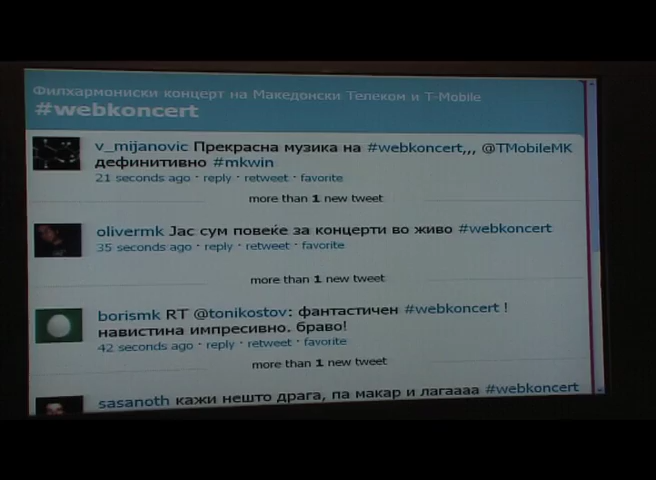 Филхармониски концерт на Македонски Телеком и T-Mobile
#webkoncert
v_mijanovic Прекрасна музика на #webkoncert,,, @TMobileMK
дефинитивно #mkwin
21 seconds ago · reply · retweet · favorite
more than 1 new tweet
olivermk Јас сум повеќе за концерти во живо #webkoncert
35 seconds ago · reply · retweet · favorite
more than 1 new tweet
borismk RT @tonikostov: фантастичен #webkoncert !
навистина импресивно. браво!
42 seconds ago · reply · retweet · favorite
more than 1 new tweet
sasanoth кажи нешто драга, па макар и лагаааа #webkoncert